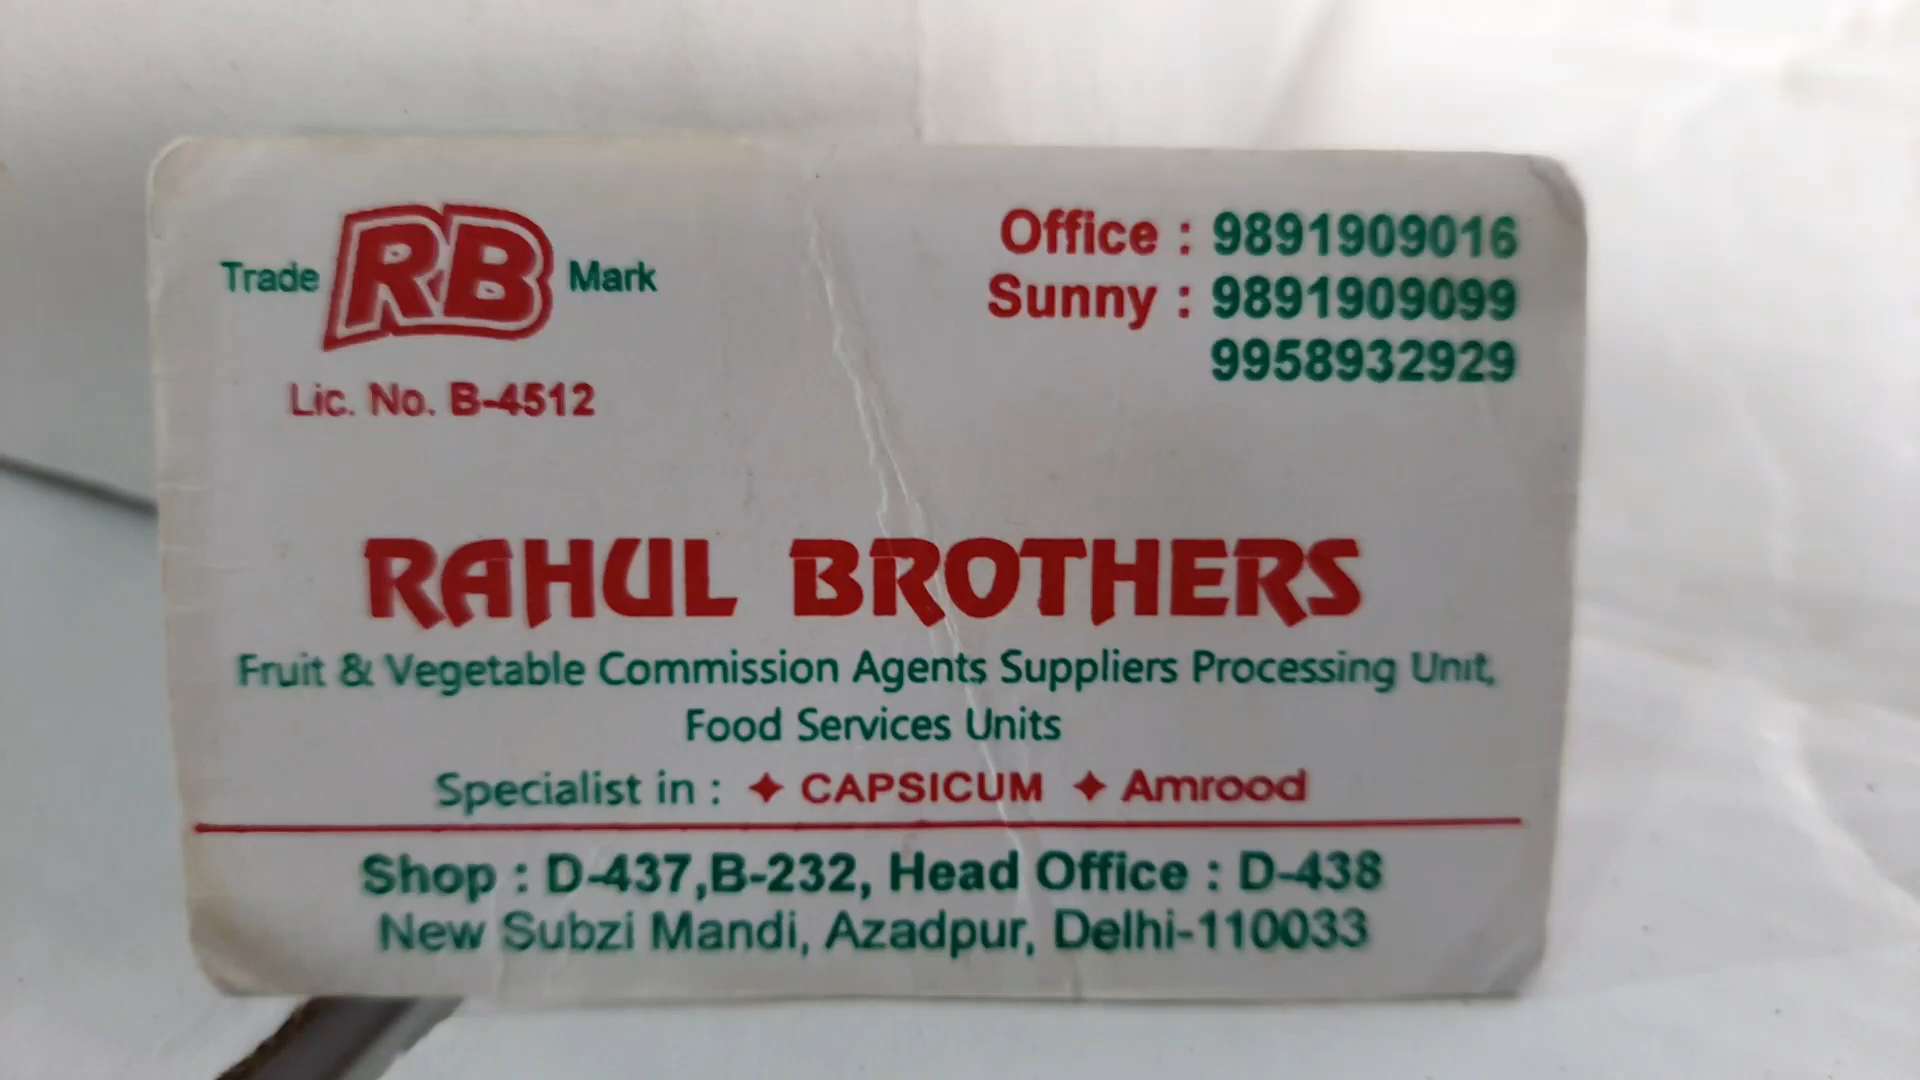 Trade RB Mark
Lic. No. B-4512
Office : 9891909016
Sunny : 9891909099
9958932929
RAHUL BROTHERS
Fruit & Vegetable Commission Agents Suppliers Processing Unit,
Food Services Units
Specialist in : ✦ CAPSICUM ✦ Amrood
Shop : D-437,B-232, Head Office : D-438
New Subzi Mandi, Azadpur, Delhi-110033